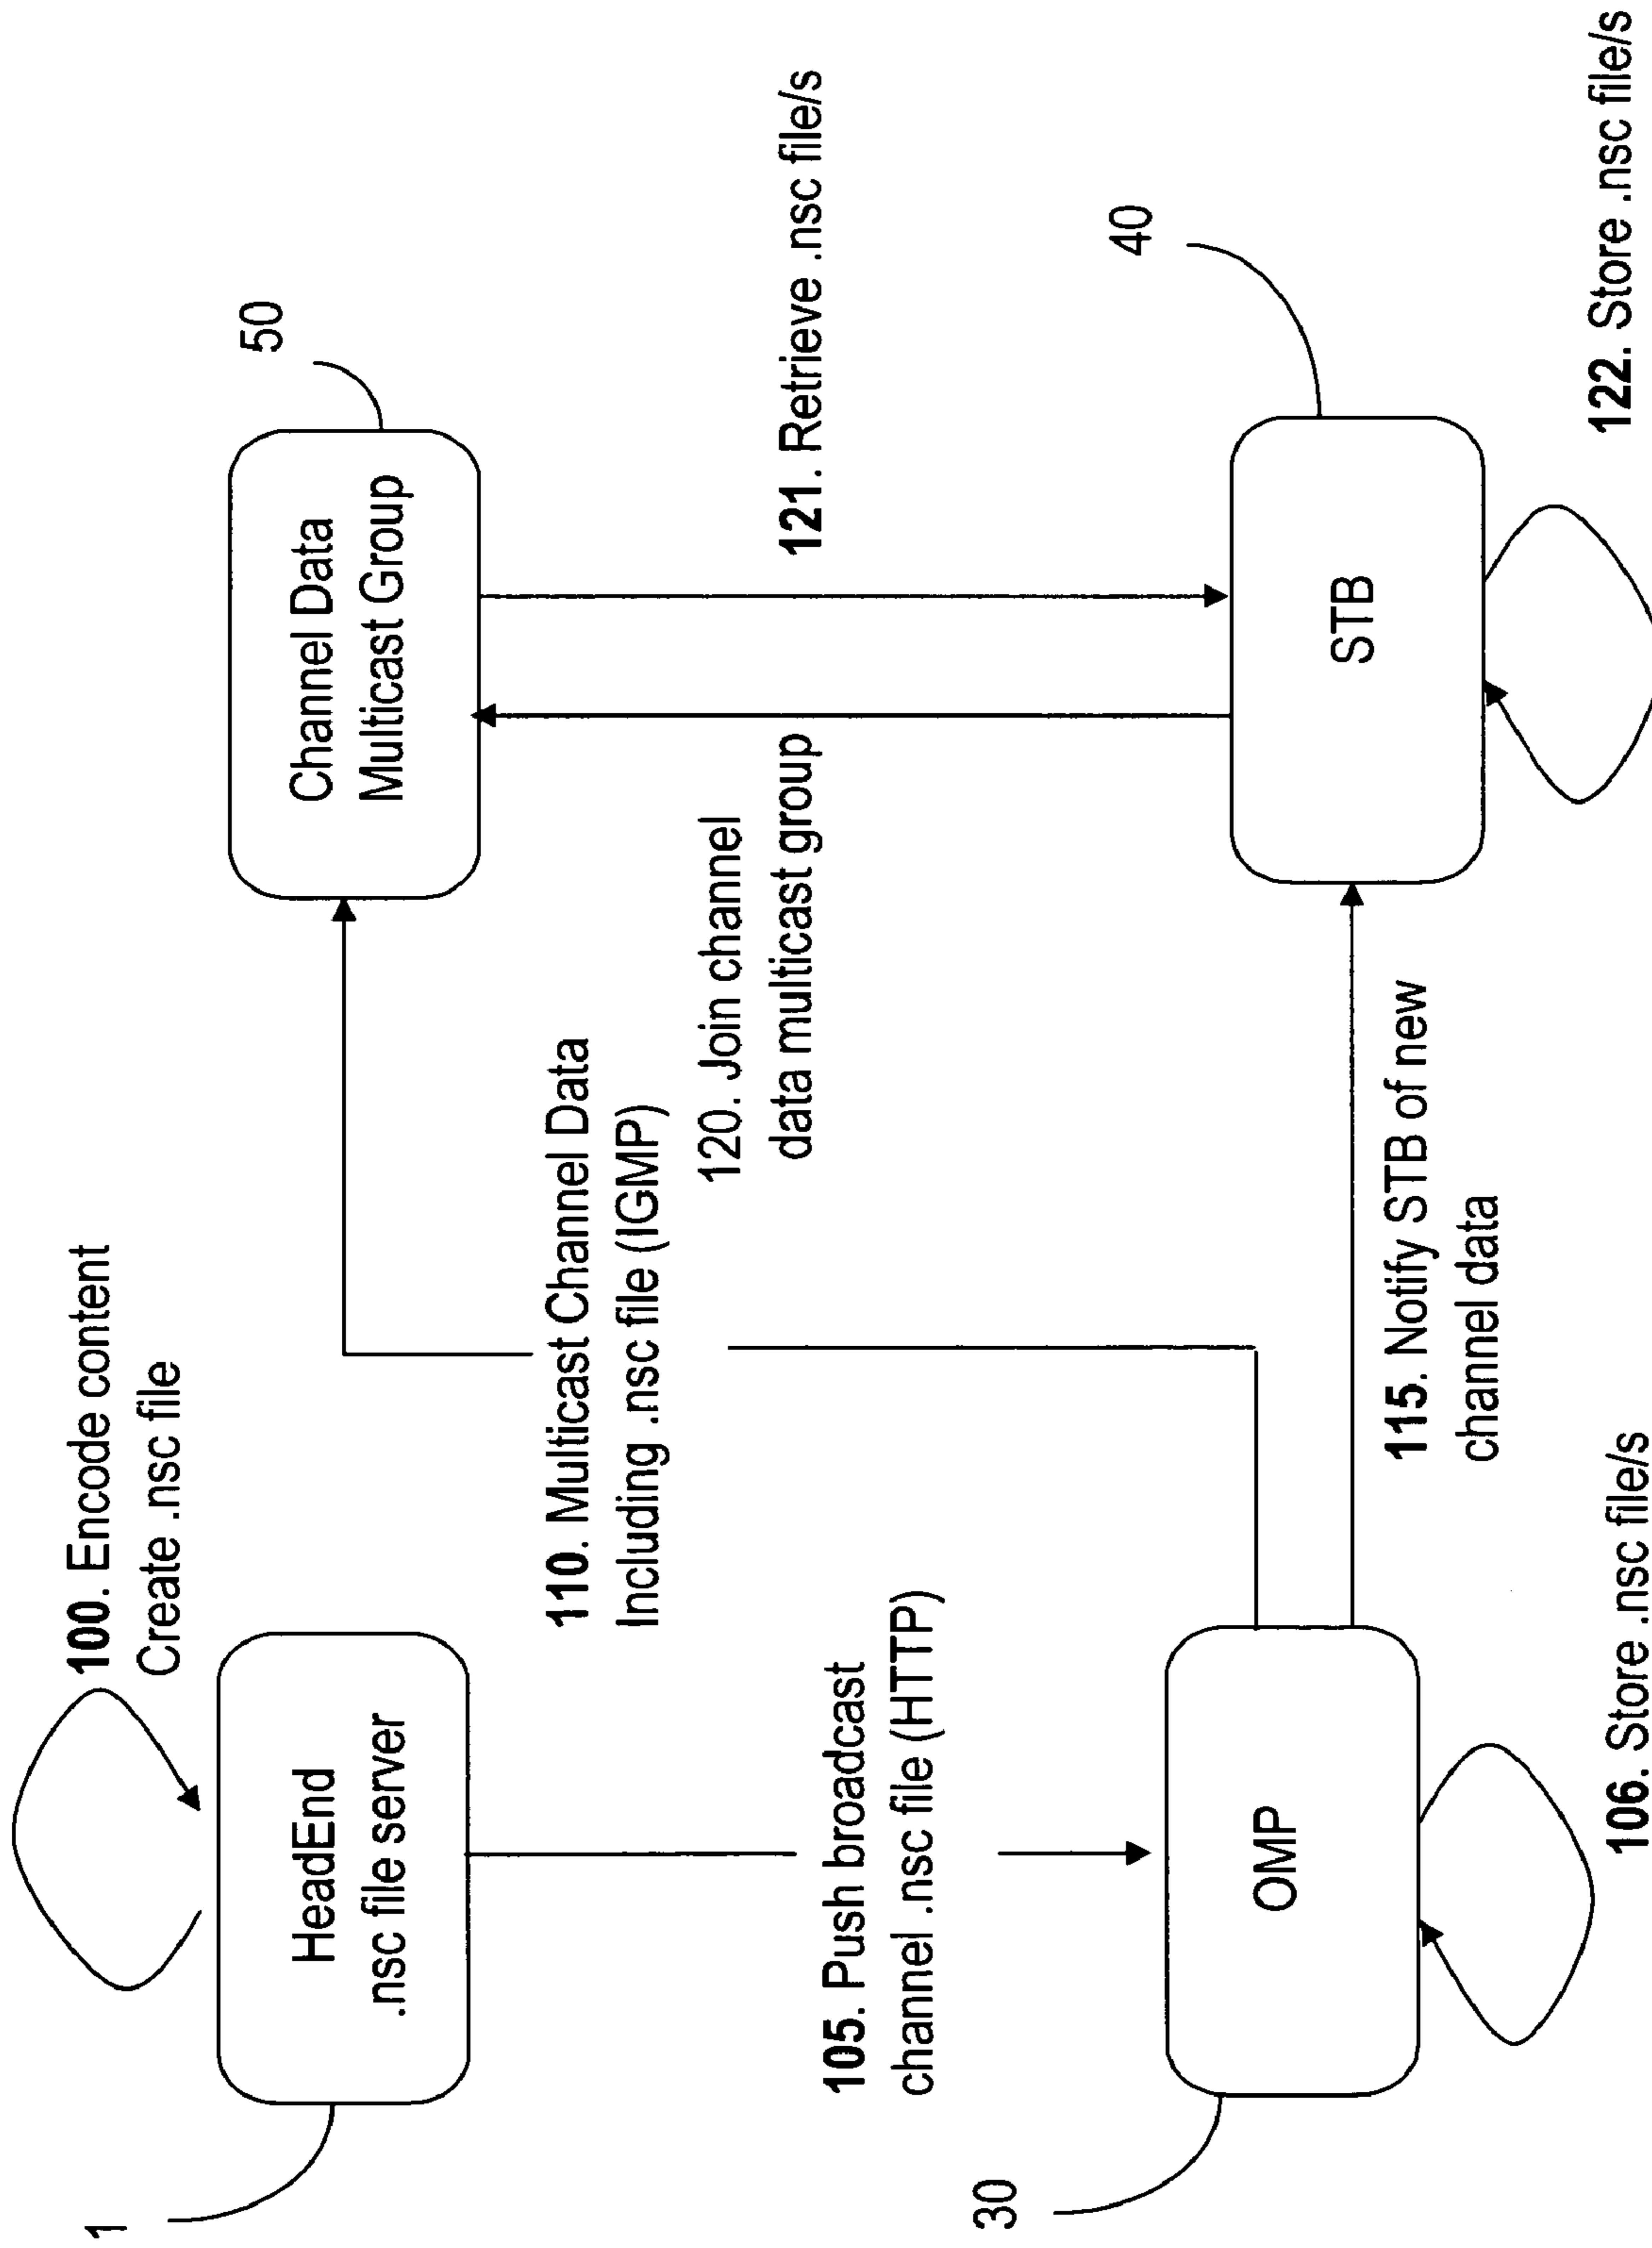 100. Encode content
Create .nsc file
1
HeadEnd
.nsc file server
50
Channel Data
Multicast Group
110. Multicast Channel Data
Including .nsc file (IGMP)
120. Join channel
data multicast group
121. Retrieve .nsc file/s
105. Push broadcast
channel .nsc file (HTTP)
30
OMP
40
STB
115. Notify STB of new
channel data
106. Store .nsc file/s
122. Store .nsc file/s